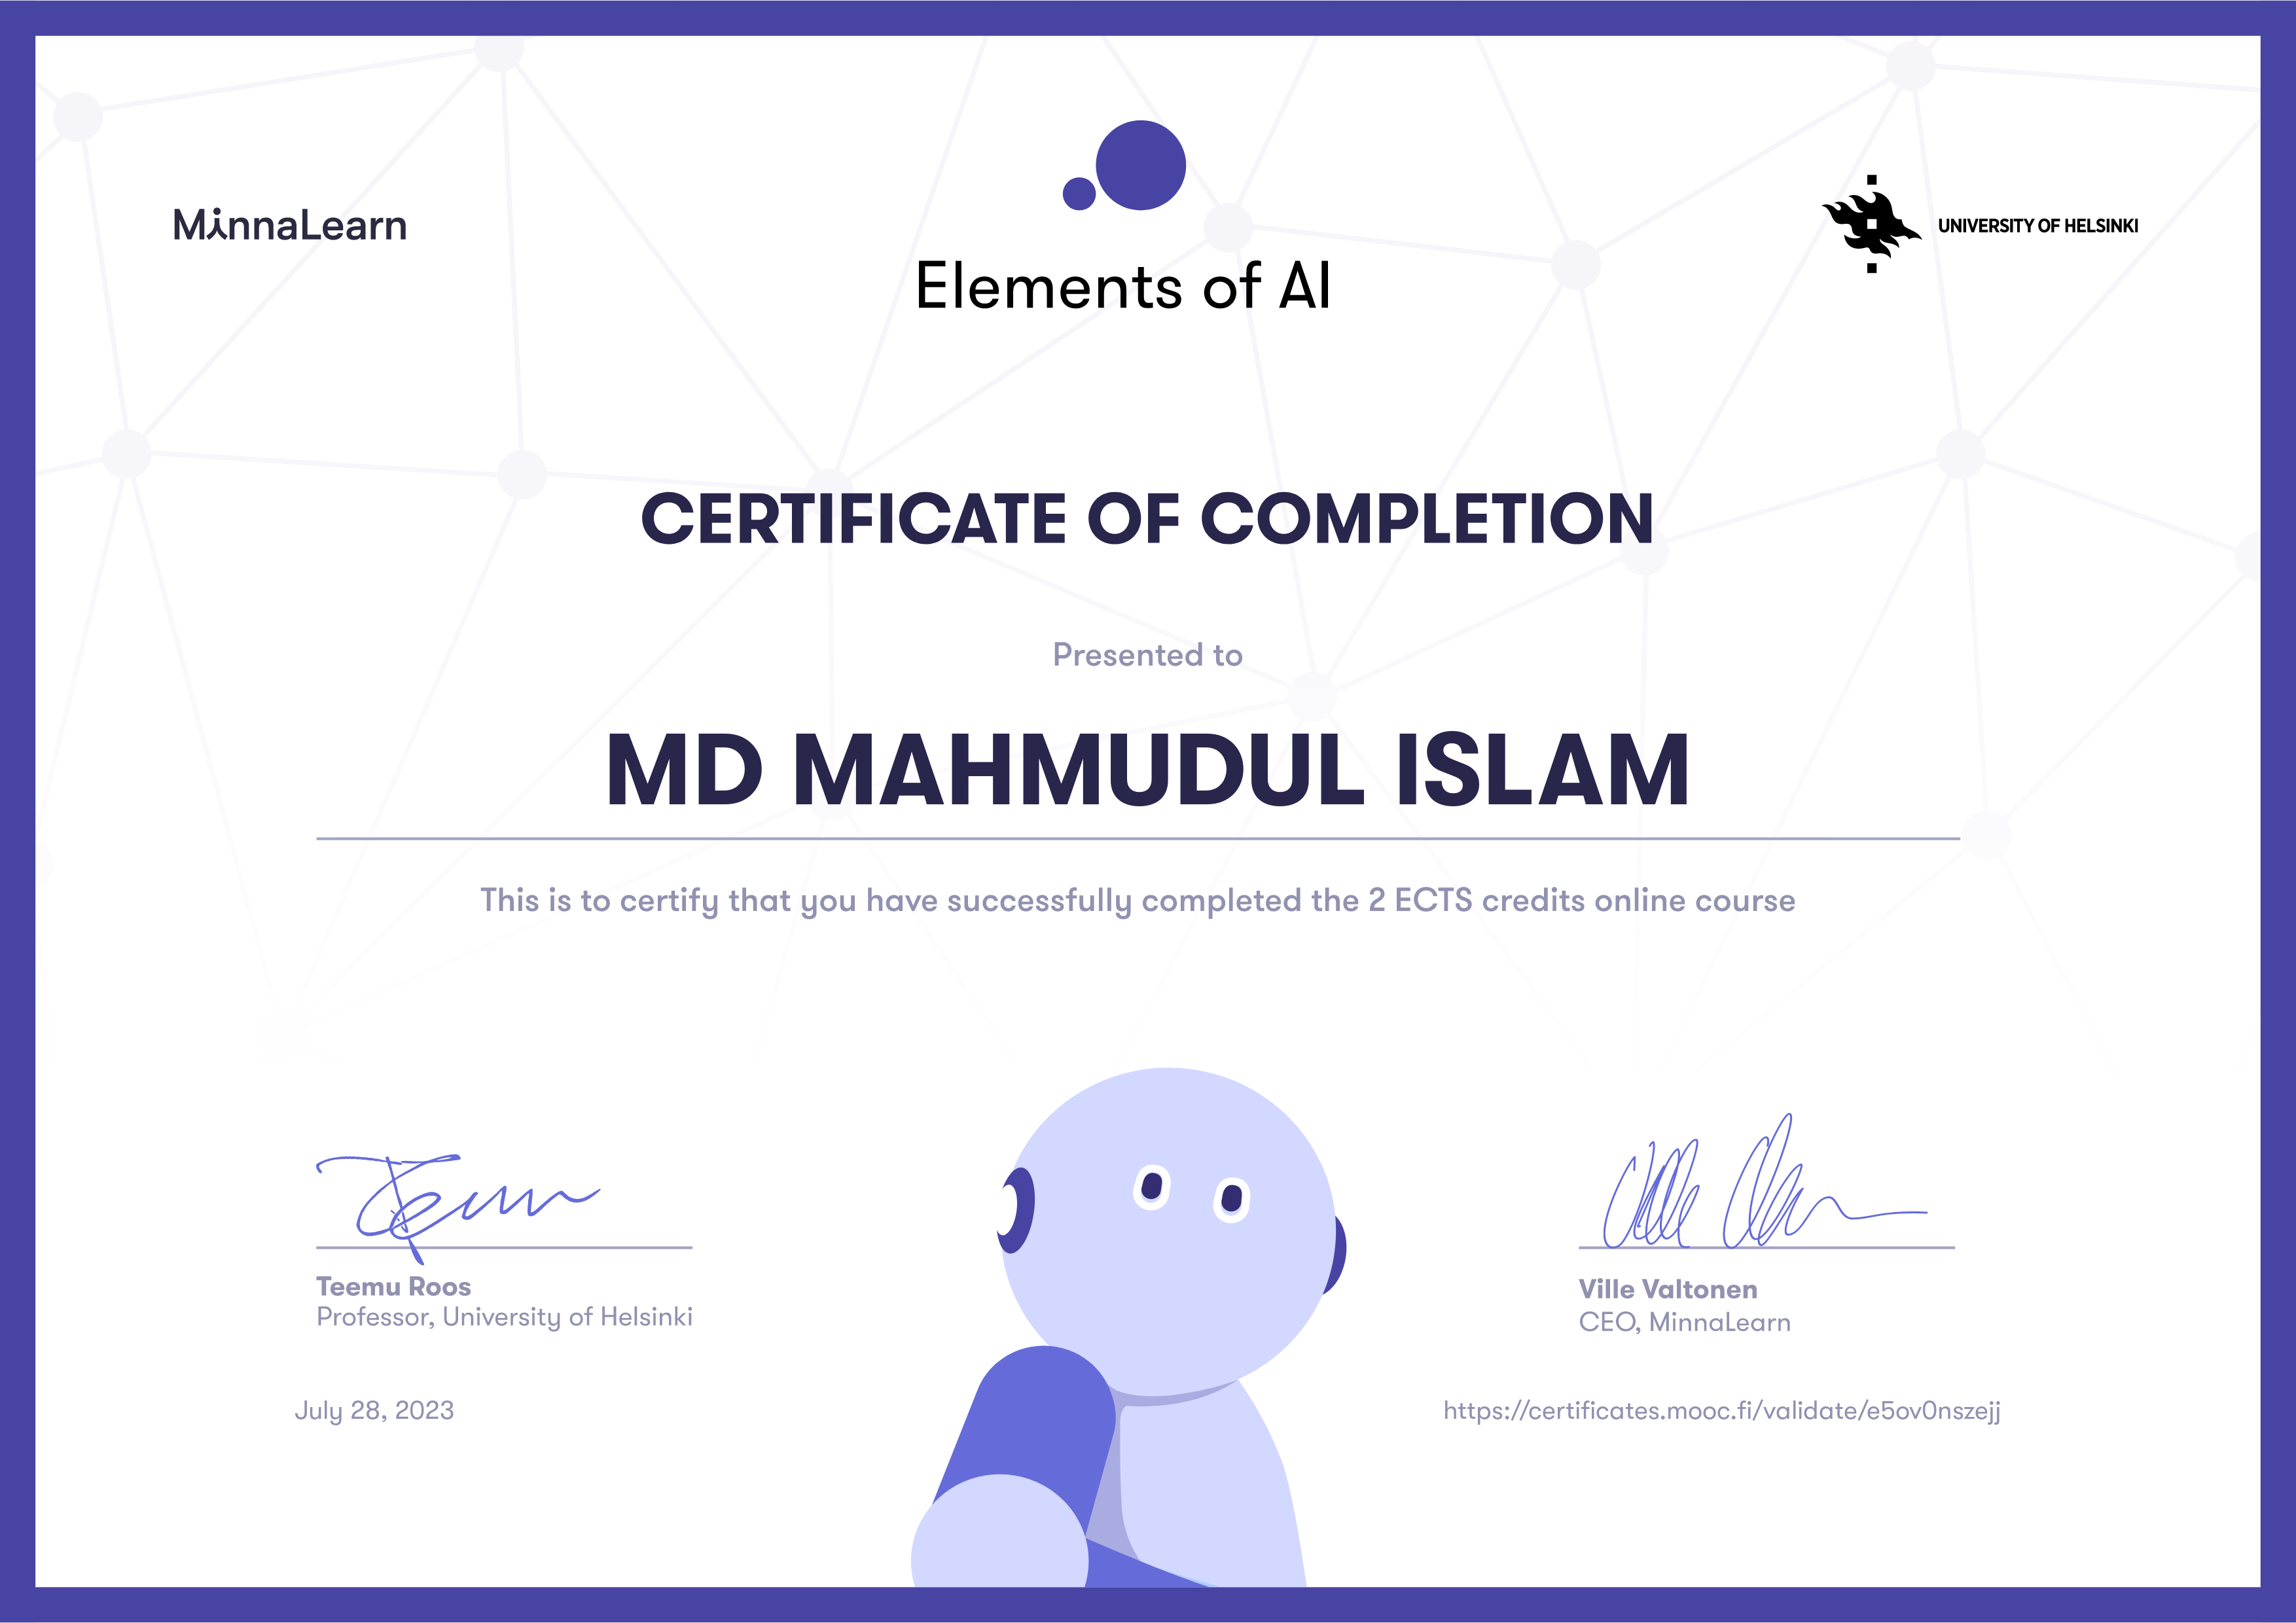 MinnaLearn
Elements of AI
UNIVERSITY OF HELSINKI
CERTIFICATE OF COMPLETION
Presented to
MD MAHMUDUL ISLAM
This is to certify that you have successfully completed the 2 ECTS credits online course
Teemu Roos
Professor, University of Helsinki
July 28, 2023
Ville Valtonen
CEO, MinnaLearn
https://certificates.mooc.fi/validate/e5ov0nszejj